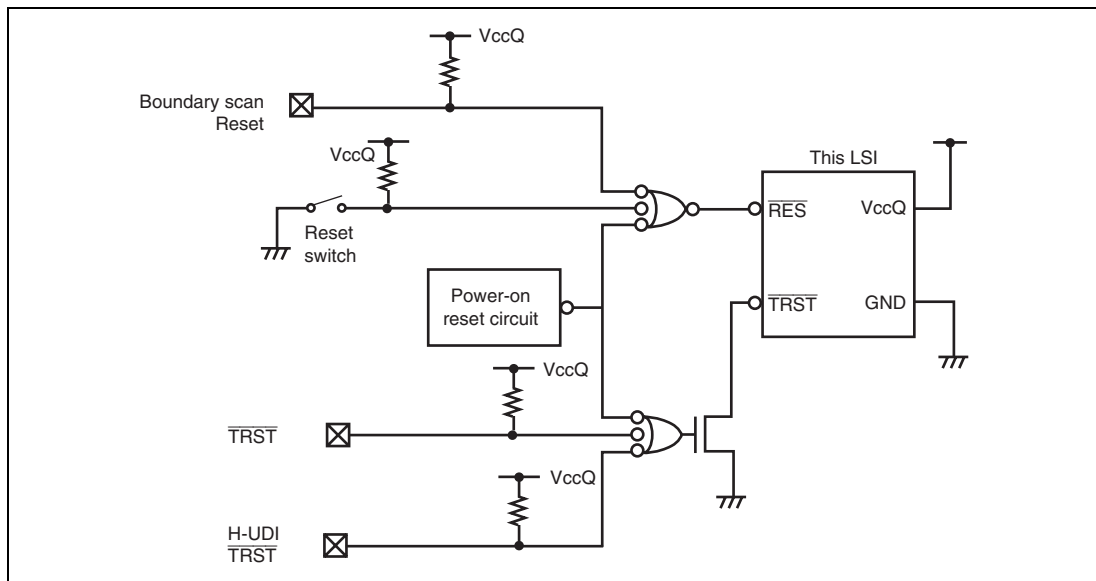 VccQ
Boundary scan
Reset
VccQ
Reset
switch
This LSI
RES
VccQ
TRST
GND
Power-on
reset circuit
VccQ
TRST
VccQ
H-UDI
TRST